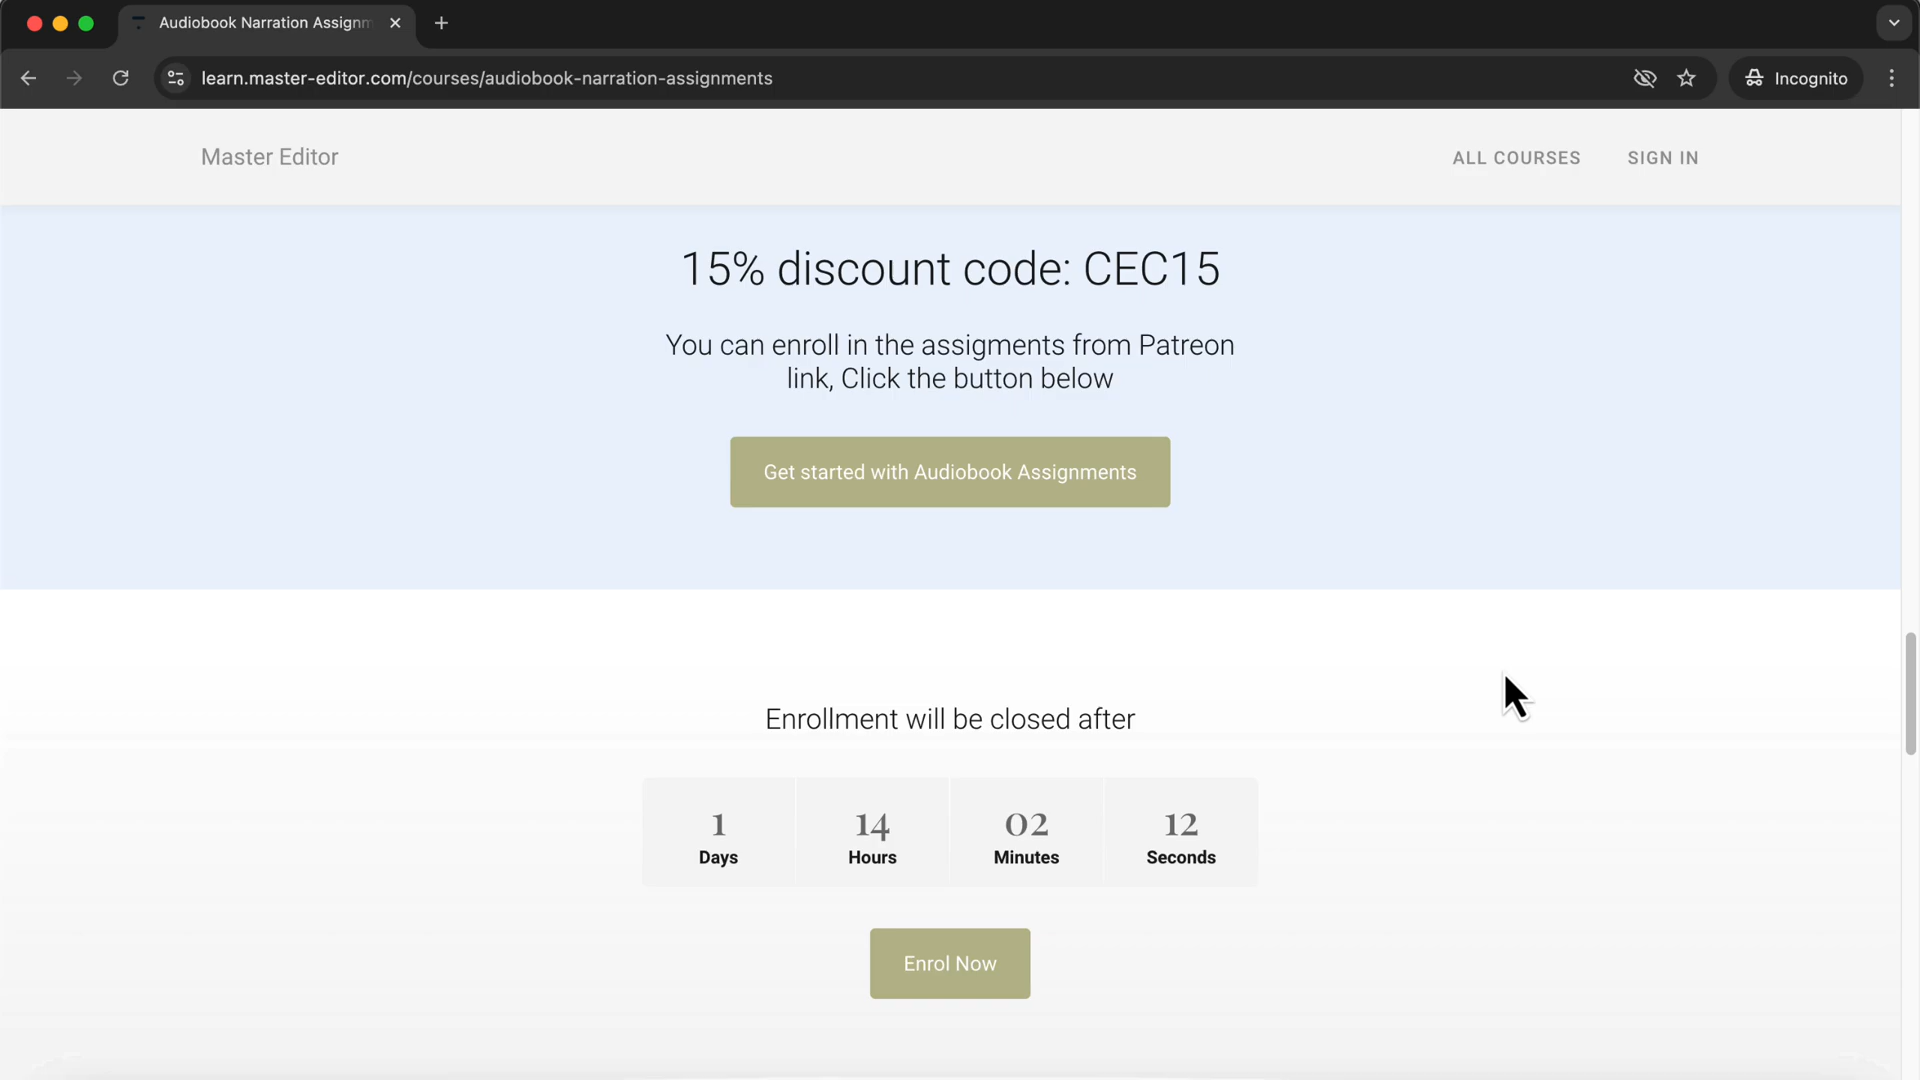 Audiobook Narration Assignm
learn.master-editor.com/courses/audiobook-narration-assignments
Incognito
Master Editor
ALL COURSES
SIGN IN
15% discount code: CEC15
You can enroll in the assigments from Patreon
link, Click the button below
Get started with Audiobook Assignments
Enrollment will be closed after
1 14 02 12
Days Hours Minutes Seconds
Enrol Now